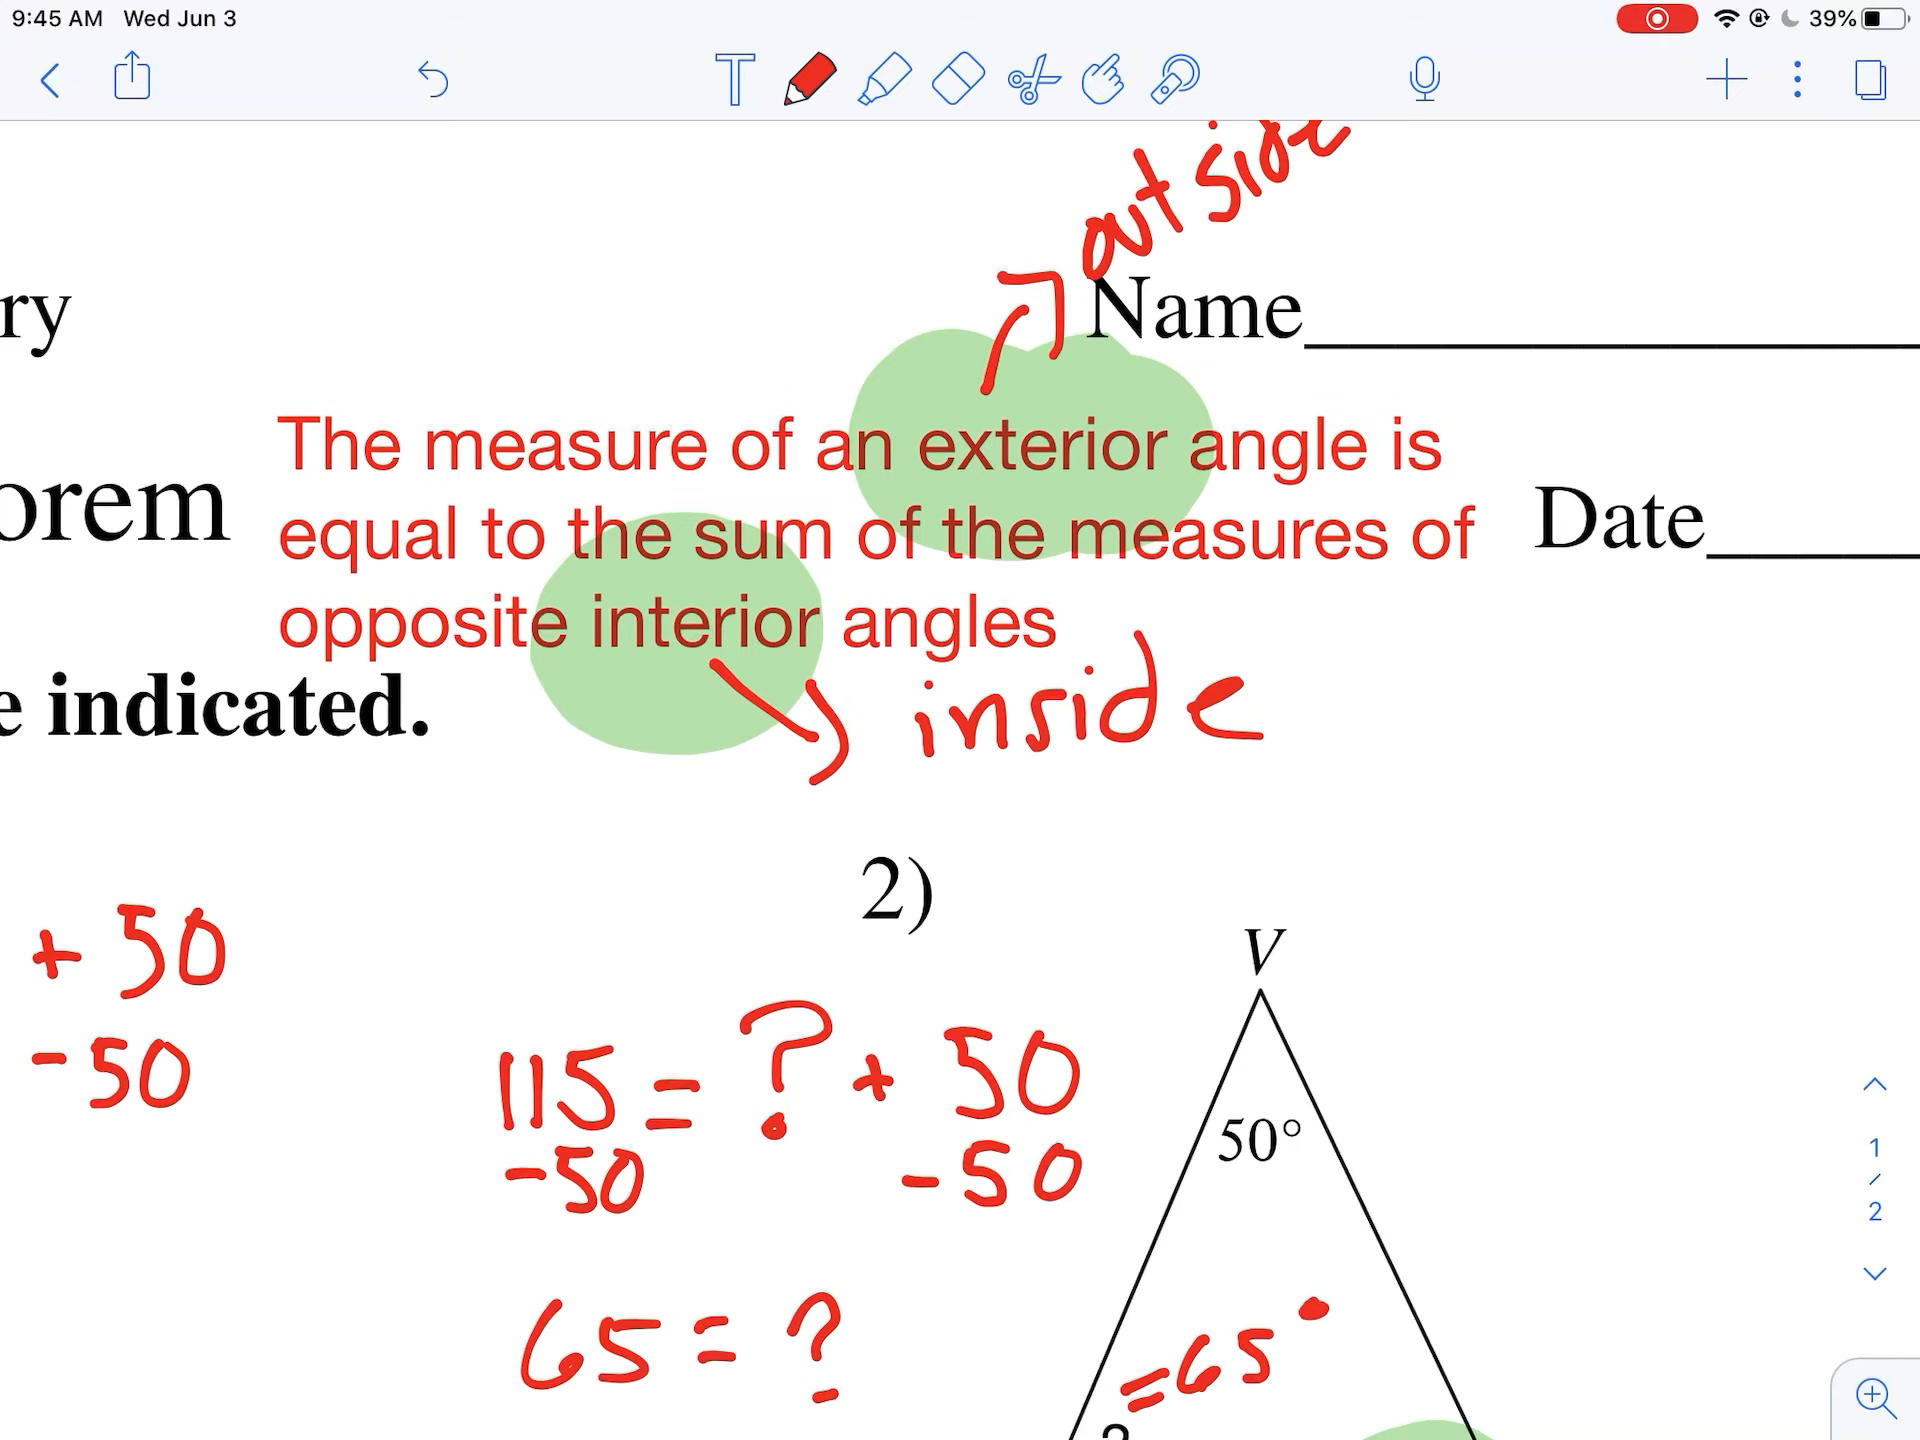 9:45 AM Wed Jun 3
39%
outside
ry
Name
The measure of an exterior angle is
equal to the sum of the measures of
opposite interior angles
orem
Date
e indicated.
inside
2)
+ 50
- 50
115 = ? + 50
-50 - 50
65 = ?
V
50°
= 65°
?
1
/
2